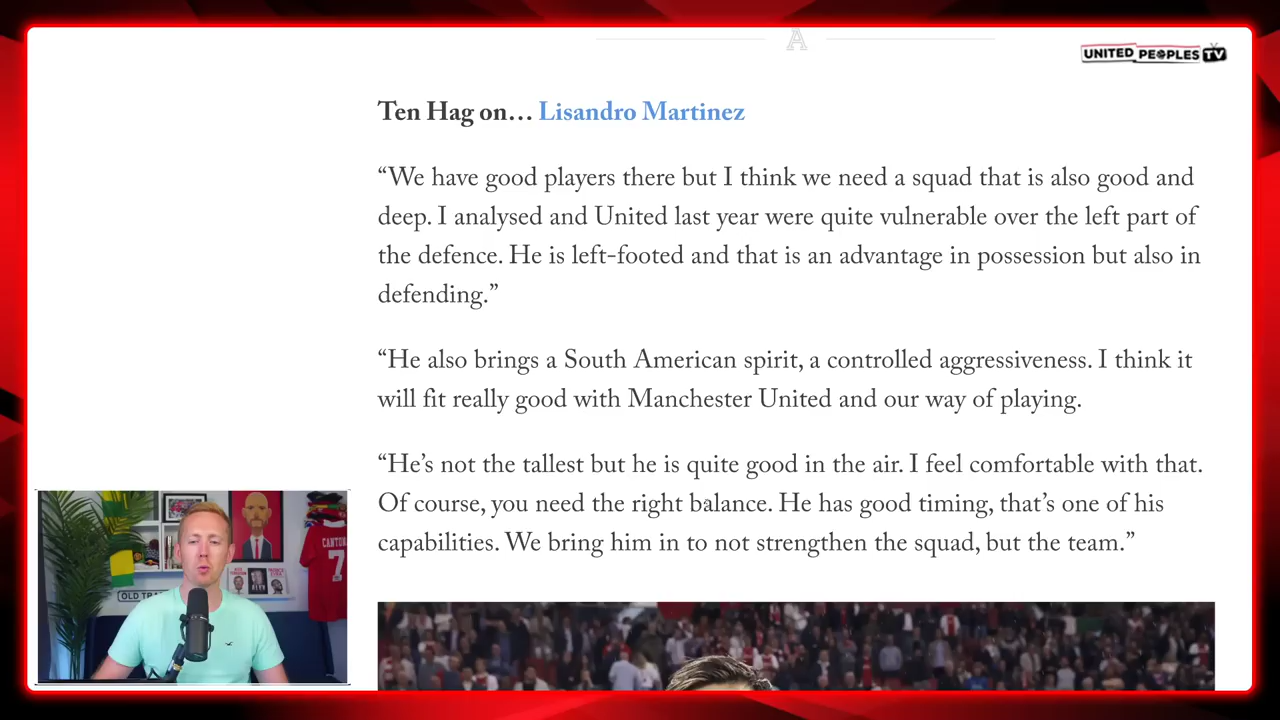 A
UNITED PEOPLES TV
Ten Hag on… Lisandro Martinez
“We have good players there but I think we need a squad that is also good and
deep. I analysed and United last year were quite vulnerable over the left part of
the defence. He is left-footed and that is an advantage in possession but also in
defending.”
“He also brings a South American spirit, a controlled aggressiveness. I think it
will fit really good with Manchester United and our way of playing.
“He’s not the tallest but he is quite good in the air. I feel comfortable with that.
Of course, you need the right balance. He has good timing, that’s one of his
capabilities. We bring him in to not strengthen the squad, but the team.”
CANTONA
7
OLD TRA